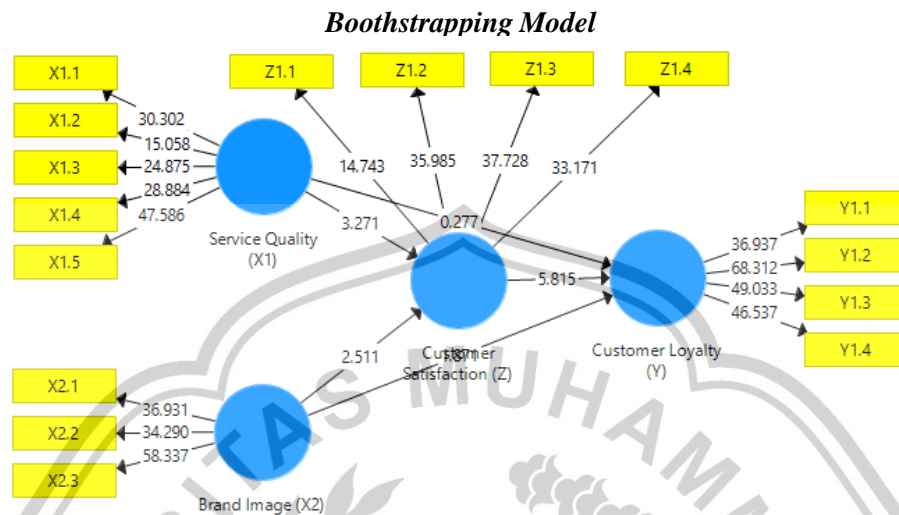 Boothstrapping Model
X1.1
X1.2
X1.3
X1.4
X1.5
Z1.1
Z1.2
Z1.3
Z1.4
30.302
15.058
24.875
28.884
47.586
14.743
35.985
37.728
33.171
Service Quality
(X1)
3.271
0.277
5.815
Y1.1
Y1.2
Y1.3
Y1.4
36.937
68.312
49.033
46.537
2.511
Customer
Satisfaction (Z)
Customer Loyalty
(Y)
X2.1
X2.2
X2.3
36.931
34.290
58.337
Brand Image (X2)
ITAS MUHAMM